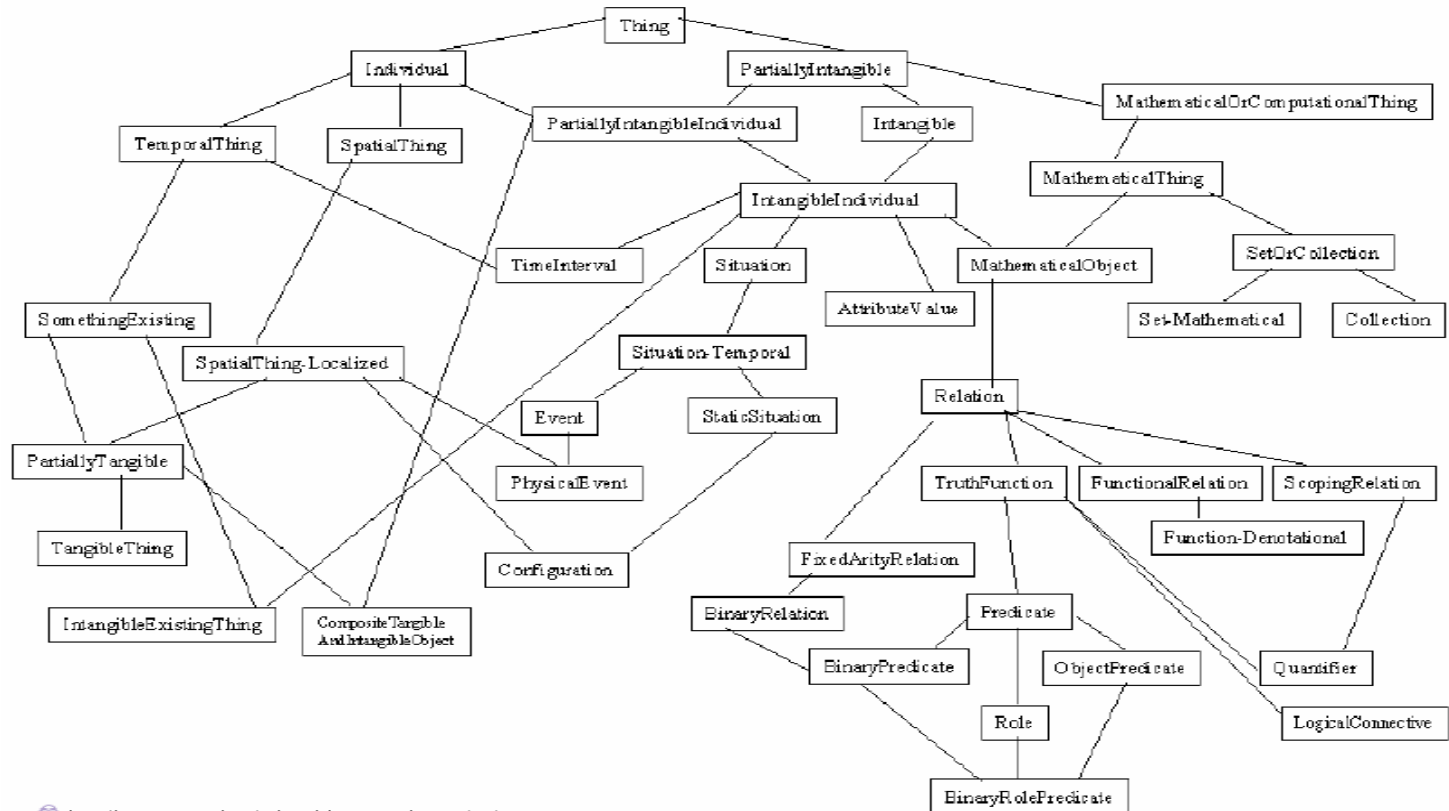 Thing
Individual
PartiallyIntangible
MathematicalOrComputationalThing
PartiallyIntangibleIndividual
Intangible
TemporalThing
SpatialThing
MathematicalThing
IntangibleIndividual
SetOrCollection
TimeInterval
Situation
MathematicalObject
AttributeValue
Set-Mathematical
Collection
SomethingExisting
SpatialThing-Localized
Situation-Temporal
Relation
Event
StaticSituation
PartiallyTangible
PhysicalEvent
TruthFunction
FunctionalRelation
ScopingRelation
TangibleThing
Function-Denotational
Configuration
FixedArityRelation
IntangibleExistingThing
CompositeTangible
AndIntangibleObject
BinaryRelation
Predicate
BinaryPredicate
ObjectPredicate
Quantifier
Role
LogicalConnective
BinaryRolePredicate